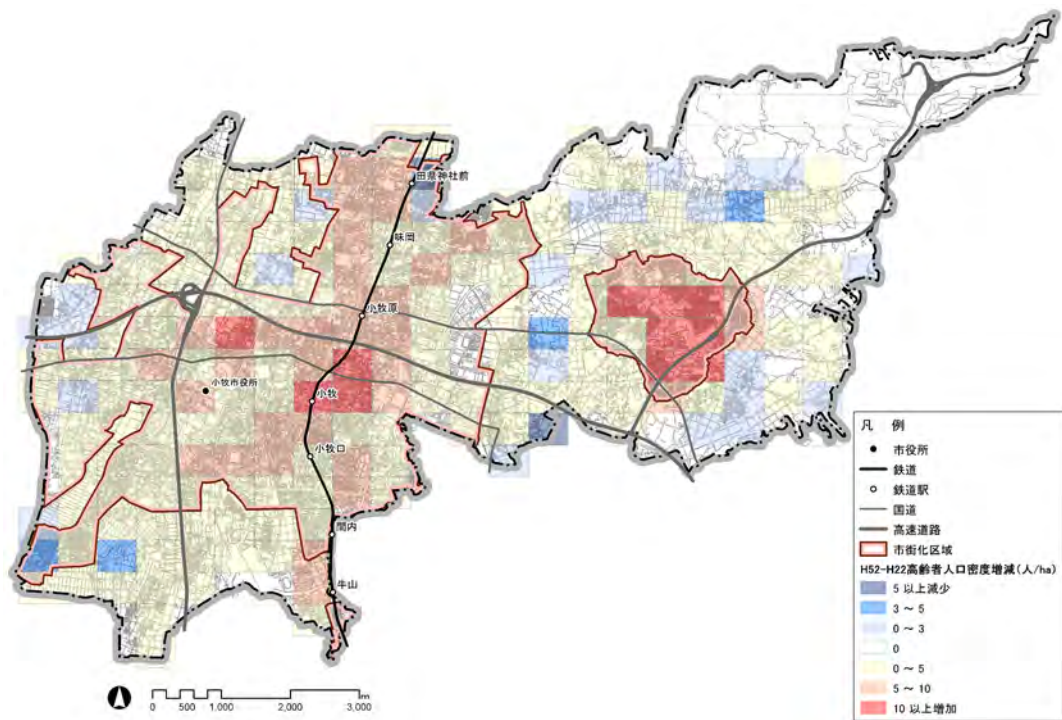 田県神社前
味岡
小牧原
小牧市役所
小牧
小牧口
間内
牛山
凡 例
市役所
鉄道
鉄道駅
国道
高速道路
市街化区域
H52-H22高齢者人口密度増減(人/ha)
5 以上減少
3 ~ 5
0 ~ 3
0
0 ~ 5
5 ~ 10
10 以上増加
0 500 1,000 2,000 3,000 m